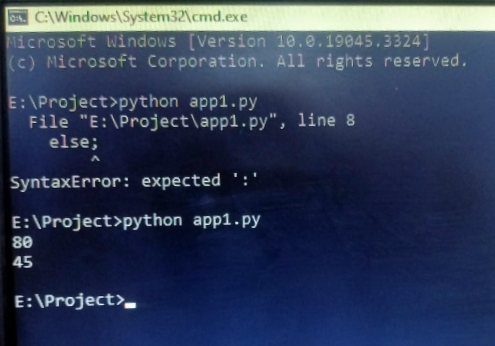 C:\Windows\System32\cmd.exe
Microsoft Windows [Version 10.0.19045.3324]
(c) Microsoft Corporation. All rights reserved.
E:\Project>python app1.py
File "E:\Project\app1.py", line 8
else;
^
SyntaxError: expected ':'
E:\Project>python app1.py
80
45
E:\Project>